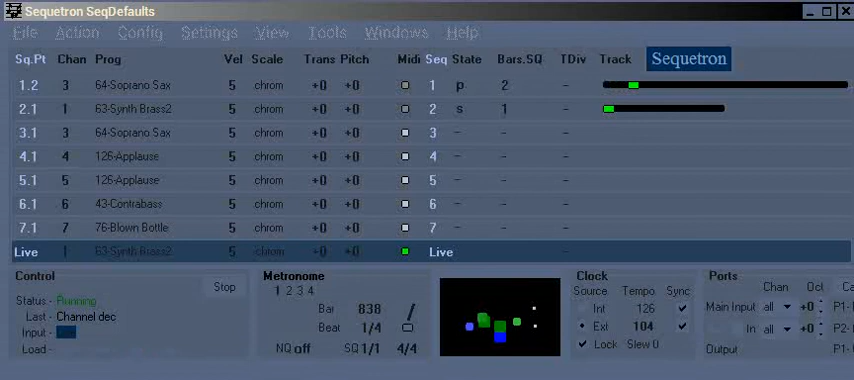 Sequetron SeqDefaults
File Action Config Settings View Tools Windows Help
Sq.Pt Chan Prog Vel Scale Trans Pitch Midi Seq State Bars.SQ TDiv Track Sequetron
1.2 3 64-Soprano Sax 5 chrom +0 +0 1 p 2 -
2.1 1 63-Synth Brass2 5 chrom +0 +0 2 s 1 -
3.1 3 64-Soprano Sax 5 chrom +0 +0 3 - -
4.1 4 126-Applause 5 chrom +0 +0 4 - -
5.1 5 126-Applause 5 chrom +0 +0 5 - -
6.1 6 43-Contrabass 5 chrom +0 +0 6 - -
7.1 7 76-Blown Bottle 5 chrom +0 +0 7 - -
Live 1 63-Synth Brass2 5 chrom +0 +0 Live -
Control
Stop
Status - Running
Last - Channel dec
Input -
Load -
Metronome
1 2 3 4
Bar 838 /
Beat 1/4
NQ off SQ 1/1 4/4
Clock
Source Tempo Sync
Int 126
Ext 104
Lock Slew 0
Ports
Chan Oct Ca
Main Input all +0 P1-
In all +0 P2-
Output P1-